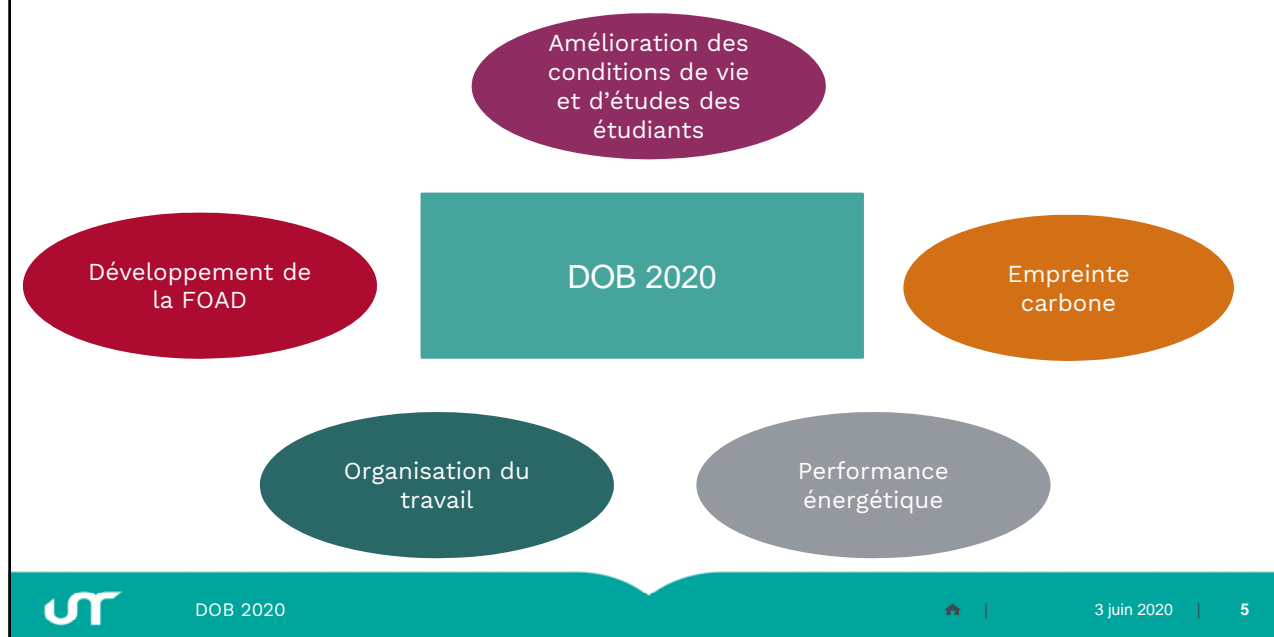 Amélioration des
conditions de vie
et d’études des
étudiants
Développement de
la FOAD
DOB 2020
Empreinte
carbone
Organisation du
travail
Performance
énergétique
UT
DOB 2020
|
3 juin 2020 | 5